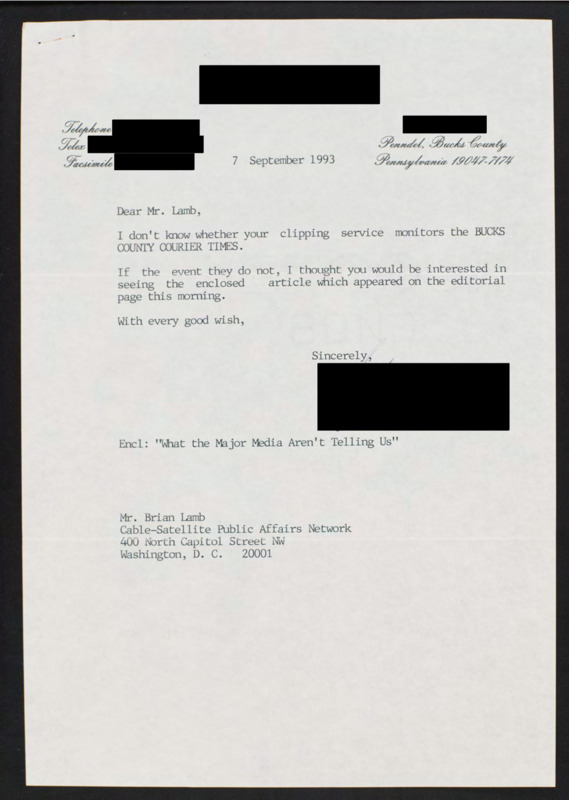 Telephone
Telex
Facsimile
7 September 1993
Penndel, Bucks County
Pennsylvania 19047-7174
Dear Mr. Lamb,
I don't know whether your clipping service monitors the BUCKS
COUNTY COURIER TIMES.
If the event they do not, I thought you would be interested in
seeing the enclosed article which appeared on the editorial
page this morning.
With every good wish,
Sincerely,
Encl: "What the Major Media Aren't Telling Us"
Mr. Brian Lamb
Cable-Satellite Public Affairs Network
400 North Capitol Street NW
Washington, D. C. 20001